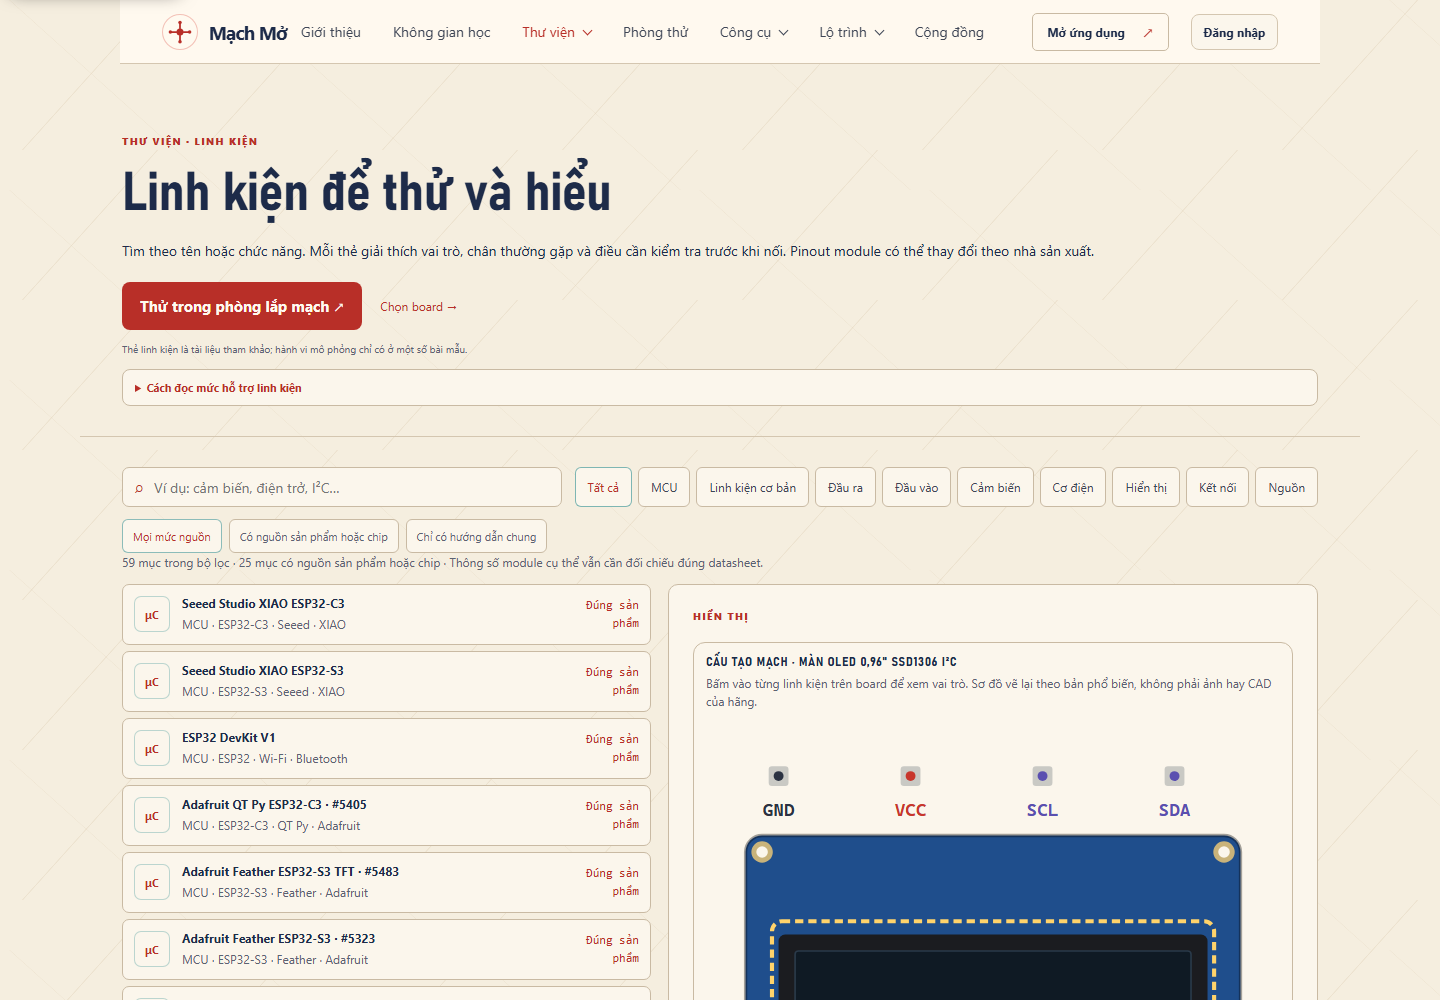 Mạch Mở
Giới thiệu
Không gian học
Thư viện
Phòng thử
Công cụ
Lộ trình
Cộng đồng
Mở ứng dụng ↗
Đăng nhập
THƯ VIỆN · LINH KIỆN
Linh kiện để thử và hiểu
Tìm theo tên hoặc chức năng. Mỗi thẻ giải thích vai trò, chân thường gặp và điều cần kiểm tra trước khi nối. Pinout module có thể thay đổi theo nhà sản xuất.
Thử trong phòng lắp mạch ↗
Chọn board →
Thẻ linh kiện là tài liệu tham khảo; hành vi mô phỏng chỉ có ở một số bài mẫu.
▶ Cách đọc mức hỗ trợ linh kiện
Ví dụ: cảm biến, điện trở, I²C...
Tất cả
MCU
Linh kiện cơ bản
Đầu ra
Đầu vào
Cảm biến
Cơ điện
Hiển thị
Kết nối
Nguồn
Mọi mức nguồn
Có nguồn sản phẩm hoặc chip
Chỉ có hướng dẫn chung
59 mục trong bộ lọc · 25 mục có nguồn sản phẩm hoặc chip · Thông số module cụ thể vẫn cần đối chiếu đúng datasheet.
µC
Seeed Studio XIAO ESP32-C3
MCU · ESP32-C3 · Seeed · XIAO
Đúng sản
phẩm
µC
Seeed Studio XIAO ESP32-S3
MCU · ESP32-S3 · Seeed · XIAO
Đúng sản
phẩm
µC
ESP32 DevKit V1
MCU · ESP32 · Wi-Fi · Bluetooth
Đúng sản
phẩm
µC
Adafruit QT Py ESP32-C3 · #5405
MCU · ESP32-C3 · QT Py · Adafruit
Đúng sản
phẩm
µC
Adafruit Feather ESP32-S3 TFT · #5483
MCU · ESP32-S3 · Feather · Adafruit
Đúng sản
phẩm
µC
Adafruit Feather ESP32-S3 · #5323
MCU · ESP32-S3 · Feather · Adafruit
Đúng sản
phẩm
HIỂN THỊ
CẤU TẠO MẠCH · MÀN OLED 0,96" SSD1306 I²C
Bấm vào từng linh kiện trên board để xem vai trò. Sơ đồ vẽ lại theo bản phổ biến, không phải ảnh hay CAD
của hãng.
GND
VCC
SCL
SDA